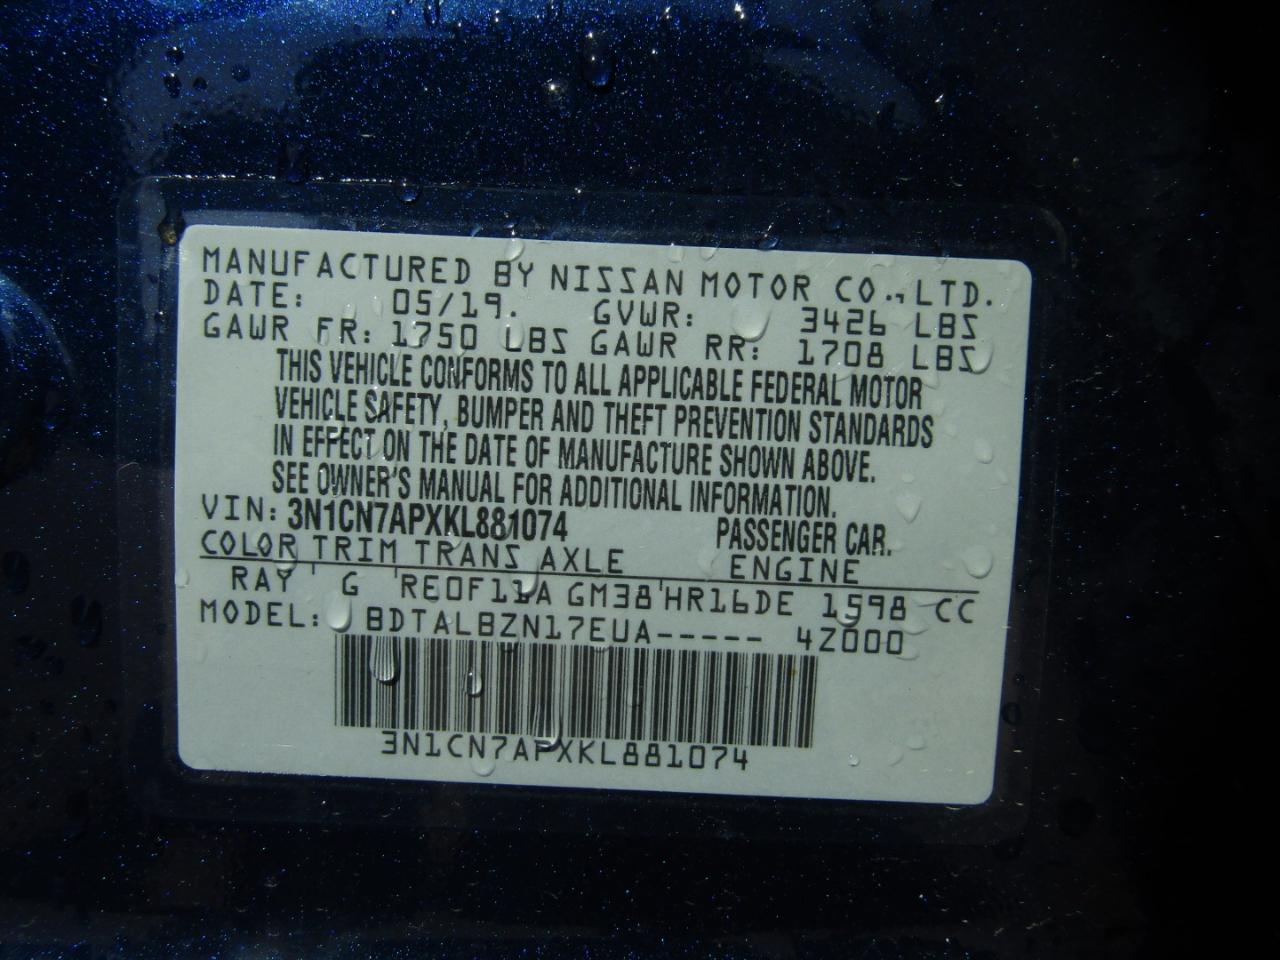 MANUFACTURED BY NISSAN MOTOR CO., LTD.
DATE: 05/19. GVWR: 3426 LBS
GAWR FR: 1750 LBS GAWR RR: 1708 LBS
THIS VEHICLE CONFORMS TO ALL APPLICABLE FEDERAL MOTOR
VEHICLE SAFETY, BUMPER AND THEFT PREVENTION STANDARDS
IN EFFECT ON THE DATE OF MANUFACTURE SHOWN ABOVE.
SEE OWNER'S MANUAL FOR ADDITIONAL INFORMATION.
VIN: 3N1CN7APXKL881074 PASSENGER CAR.
COLOR TRIM TRANS AXLE ENGINE
RAY ' G 'RE0F11A GM38'HR16DE 1598 CC
MODEL: BDTALBZN17EUA----- 4Z000
3N1CN7APXKL881074